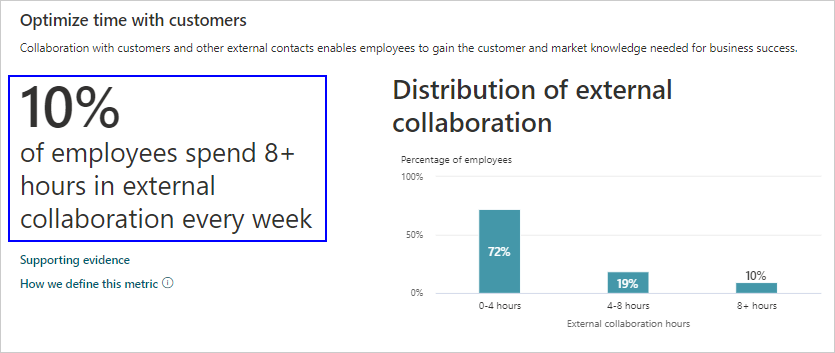 Optimize time with customers
Collaboration with customers and other external contacts enables employees to gain the customer and market knowledge needed for business success.
10%
of employees spend 8+
hours in external
collaboration every week
Supporting evidence
How we define this metric
Distribution of external
collaboration
Percentage of employees
100%
50%
0%
72%
19%
10%
0-4 hours
4-8 hours
8+ hours
External collaboration hours